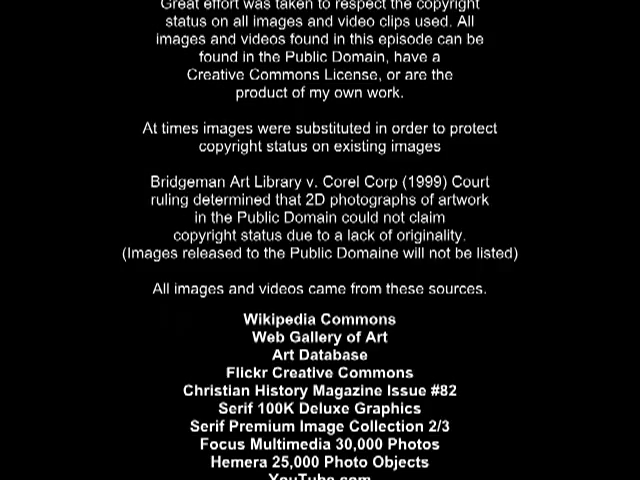 Great effort was taken to respect the copyright
status on all images and video clips used. All
images and videos found in this episode can be
found in the Public Domain, have a
Creative Commons License, or are the
product of my own work.
At times images were substituted in order to protect
copyright status on existing images
Bridgeman Art Library v. Corel Corp (1999) Court
ruling determined that 2D photographs of artwork
in the Public Domain could not claim
copyright status due to a lack of originality.
(Images released to the Public Domaine will not be listed)
All images and videos came from these sources.
Wikipedia Commons
Web Gallery of Art
Art Database
Flickr Creative Commons
Christian History Magazine Issue #82
Serif 100K Deluxe Graphics
Serif Premium Image Collection 2/3
Focus Multimedia 30,000 Photos
Hemera 25,000 Photo Objects
YouTube.com